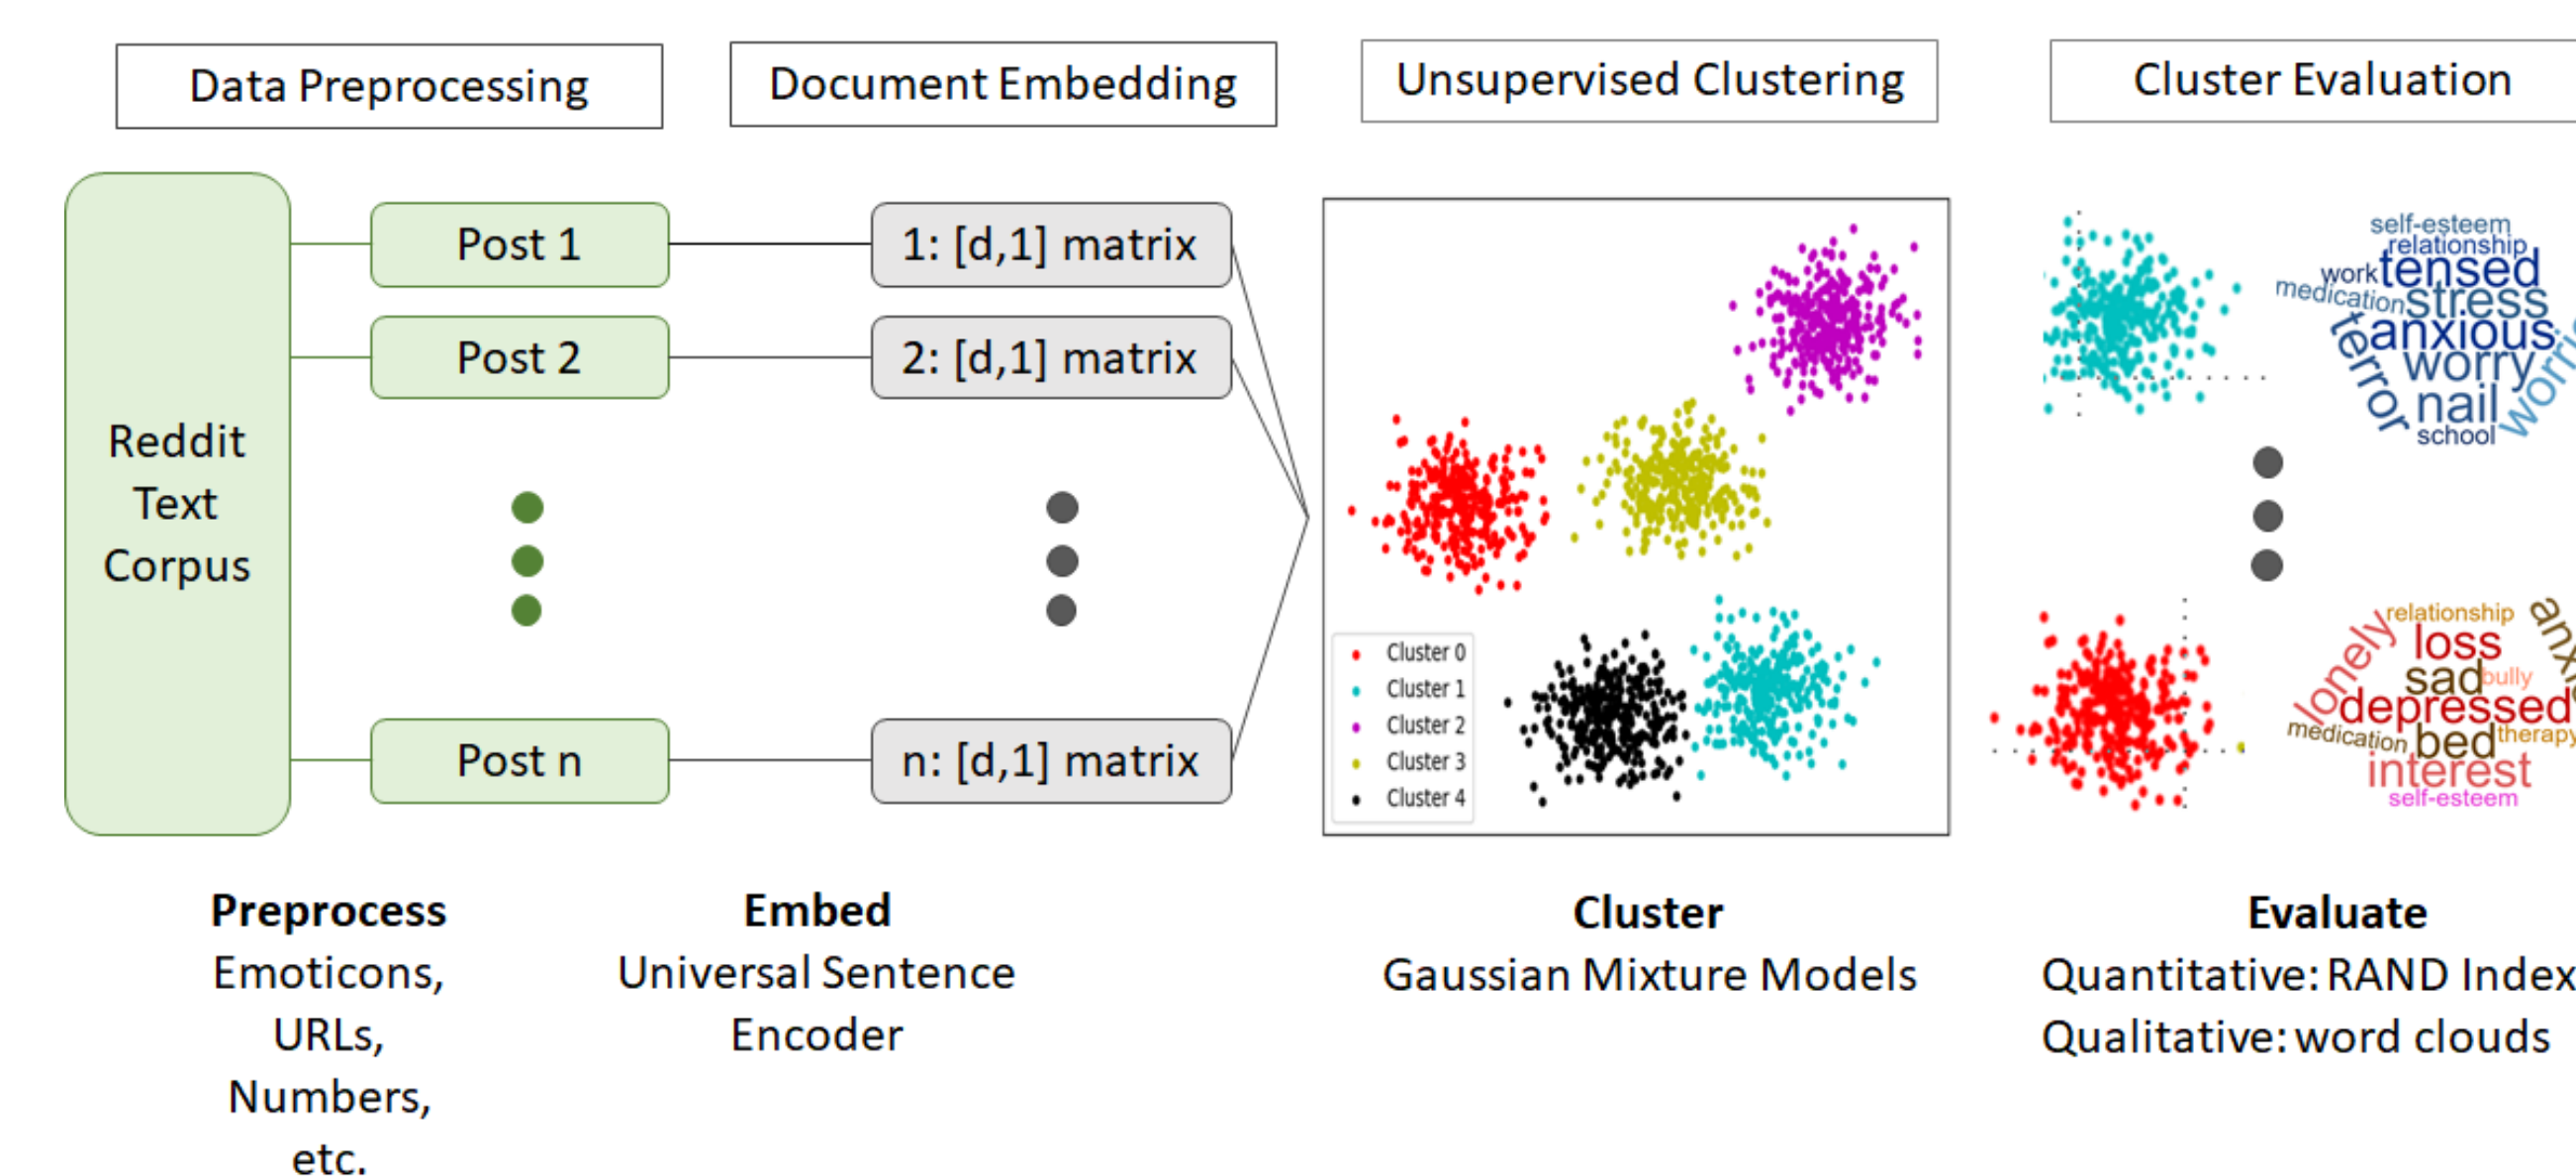 Data Preprocessing
Document Embedding
Unsupervised Clustering
Cluster Evaluation
Reddit
Text
Corpus
Post 1
Post 2
Post n
1: [d,1] matrix
2: [d,1] matrix
n: [d,1] matrix
Cluster 0
Cluster 1
Cluster 2
Cluster 3
Cluster 4
self-esteem
relationship
work tensed
medication stress
anxious
terror
worry
nail
school
relationship
lonely
loss
sad bully
depressed
medication bed therapy
interest
self-esteem
Preprocess
Emoticons,
URLs,
Numbers,
etc.
Embed
Universal Sentence
Encoder
Cluster
Gaussian Mixture Models
Evaluate
Quantitative: RAND Index
Qualitative: word clouds